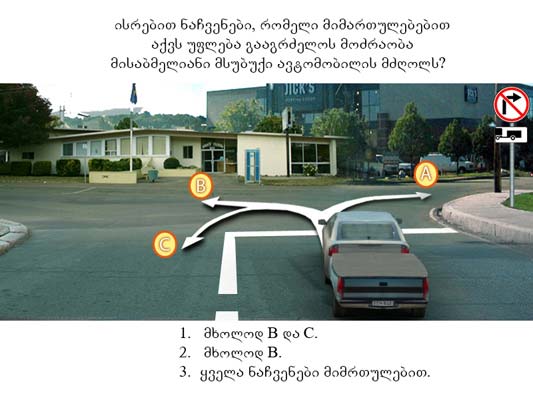 ისრებით ნაჩვენები, რომელი მიმართულებებით
აქვს უფლება გააგრძელოს მოძრაობა
მისაბმელიანი მსუბუქი ავტომობილის მძღოლს?
JICK'S
A
B
C
1. მხოლოდ B და C.
2. მხოლოდ B.
3. ყველა ნაჩვენები მიმრთულებით.